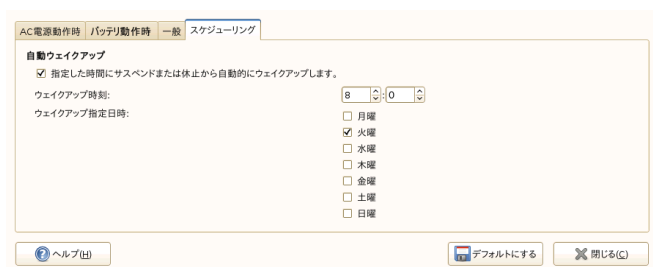 AC電源動作時 バッテリ動作時 一般 スケジューリング
自動ウェイクアップ
指定した時間にサスペンドまたは休止から自動的にウェイクアップします。
ウェイクアップ時刻: 8 : 0
ウェイクアップ指定日時:
月曜
火曜
水曜
木曜
金曜
土曜
日曜
ヘルプ(H) デフォルトにする 閉じる(C)